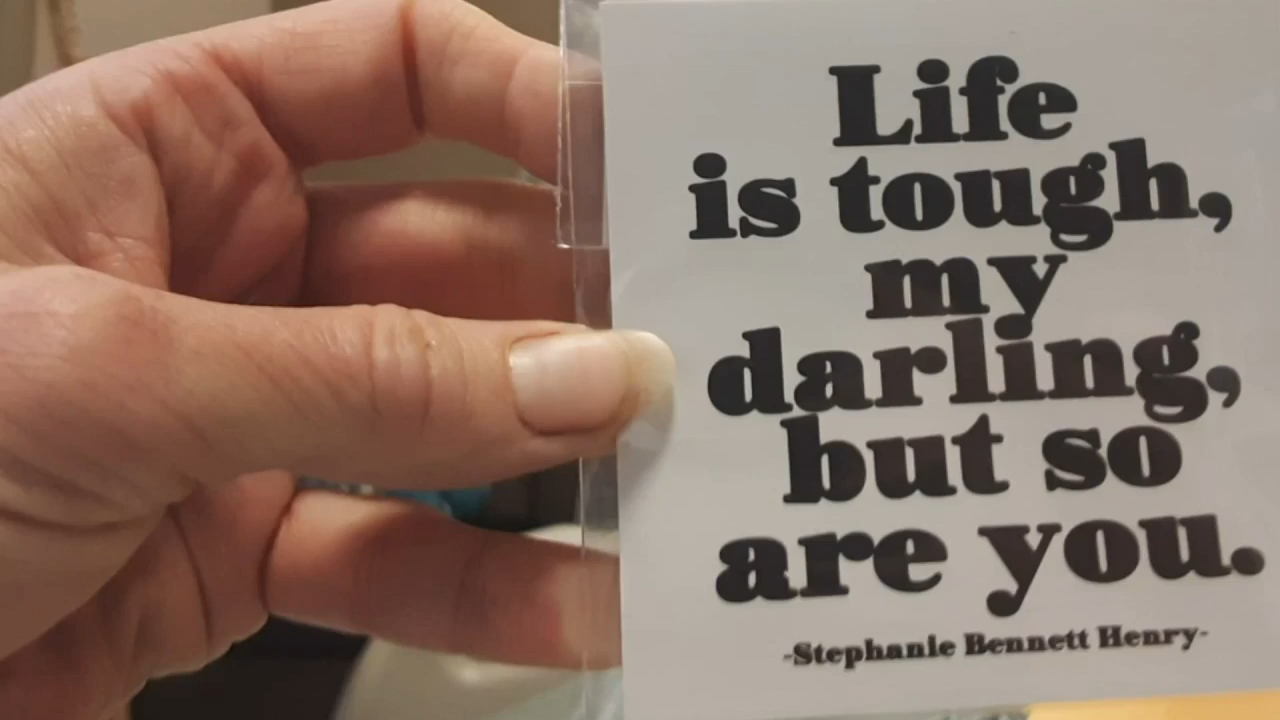 Life
is tough,
my
darling,
but so
are you.
-Stephanie Bennett Henry-